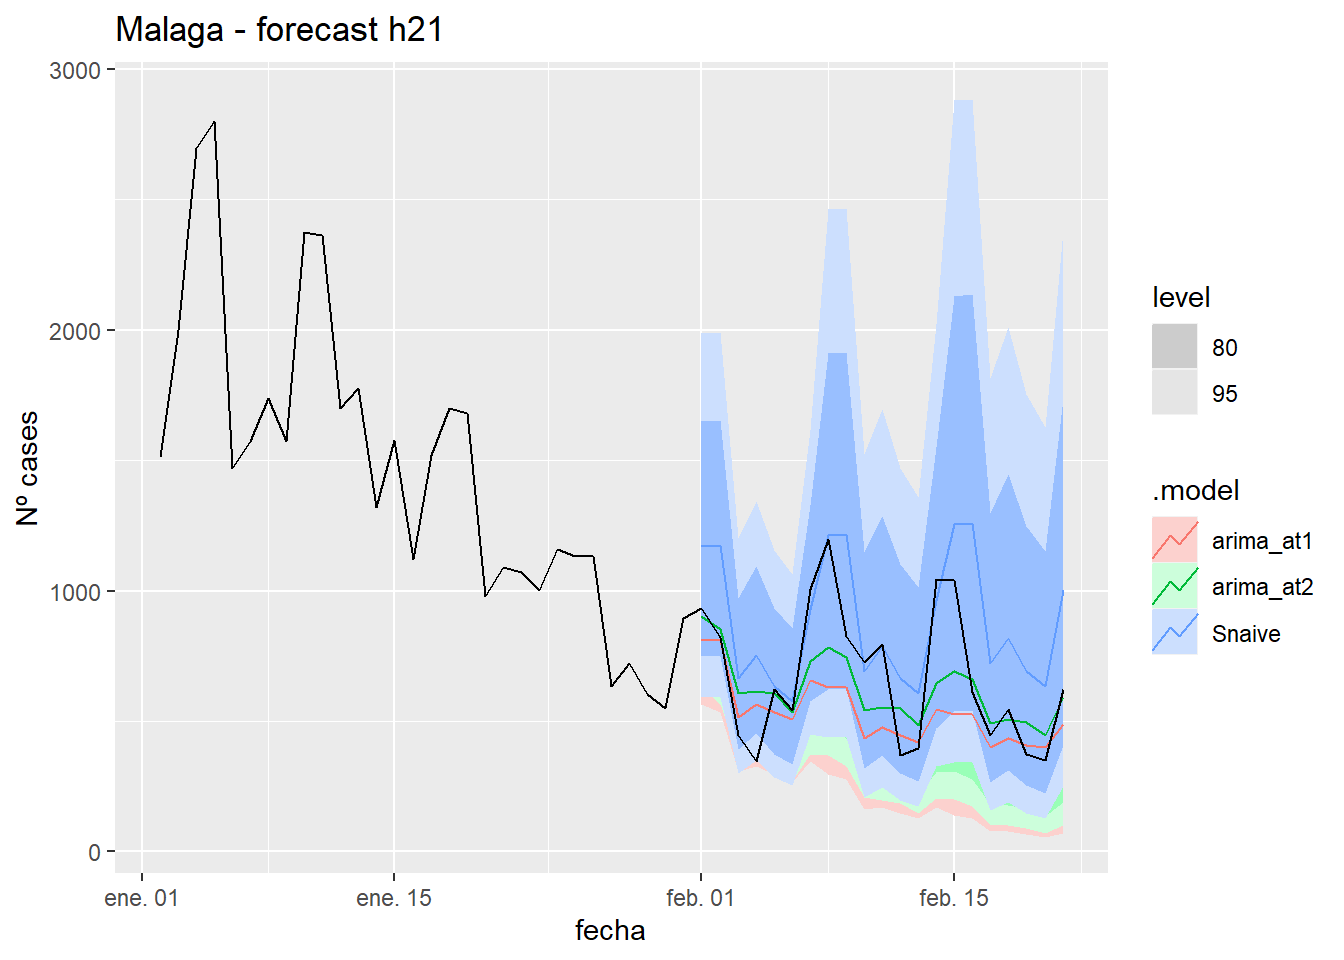 Malaga - forecast h21
3000
2000
1000
0
Nº cases
ene. 01
ene. 15
feb. 01
feb. 15
fecha
level
80
95
.model
arima_at1
arima_at2
Snaive